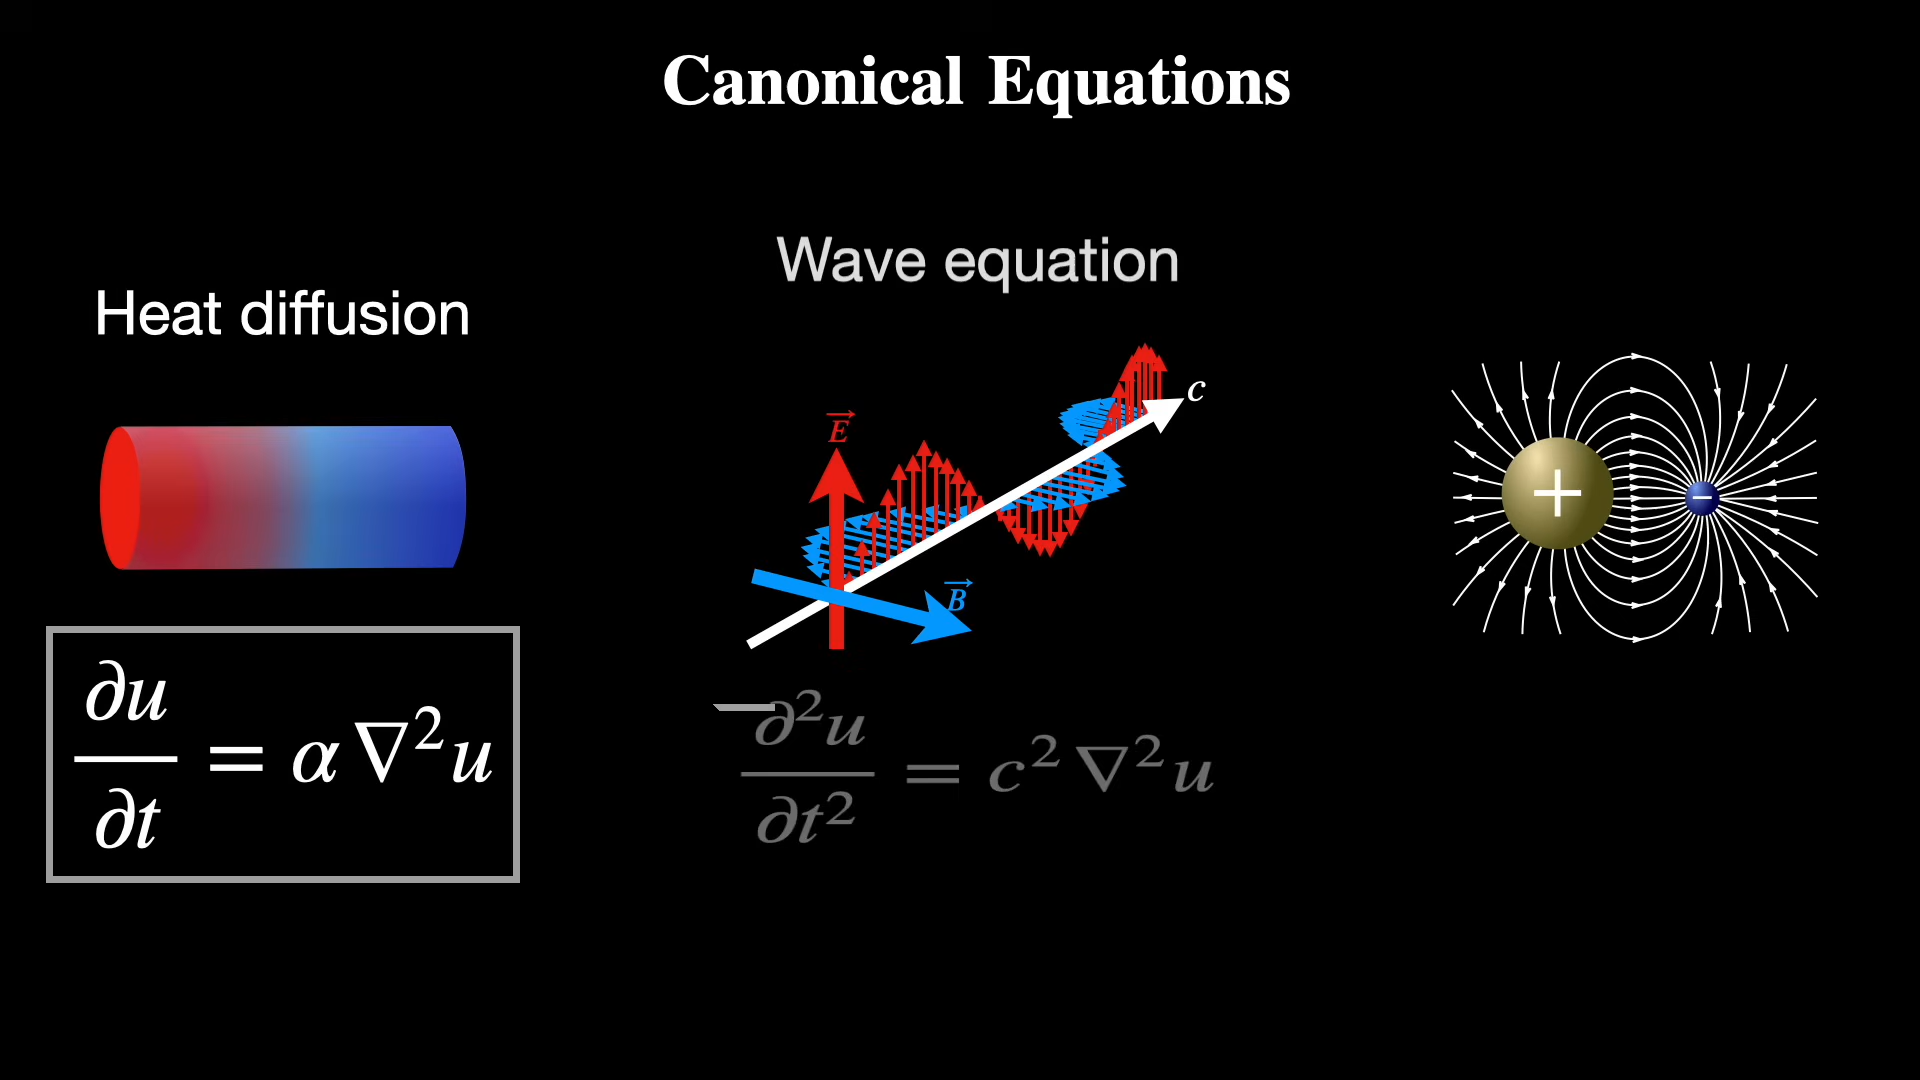 Canonical Equations
Heat diffusion
∂u/∂t = α ∇²u
Wave equation
E⃗
B⃗
c
∂²u/∂t² = c² ∇²u
+
−